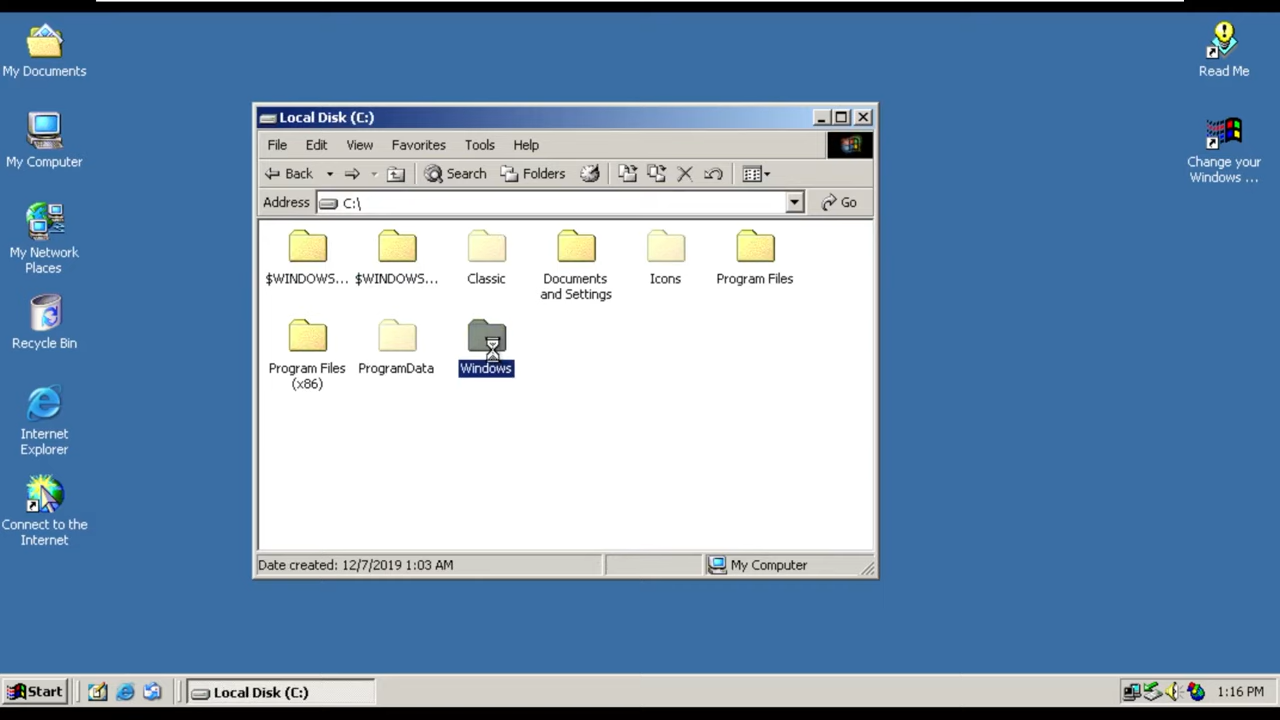 My Documents
My Computer
My Network
Places
Recycle Bin
Internet
Explorer
Connect to the
Internet
Read Me
Change your
Windows ...
Local Disk (C:)
File Edit View Favorites Tools Help
Back Search Folders
Address C:\ Go
$WINDOWS... $WINDOWS... Classic Documents
and Settings Icons Program Files
Program Files
(x86) ProgramData Windows
Date created: 12/7/2019 1:03 AM My Computer
Start Local Disk (C:) 1:16 PM